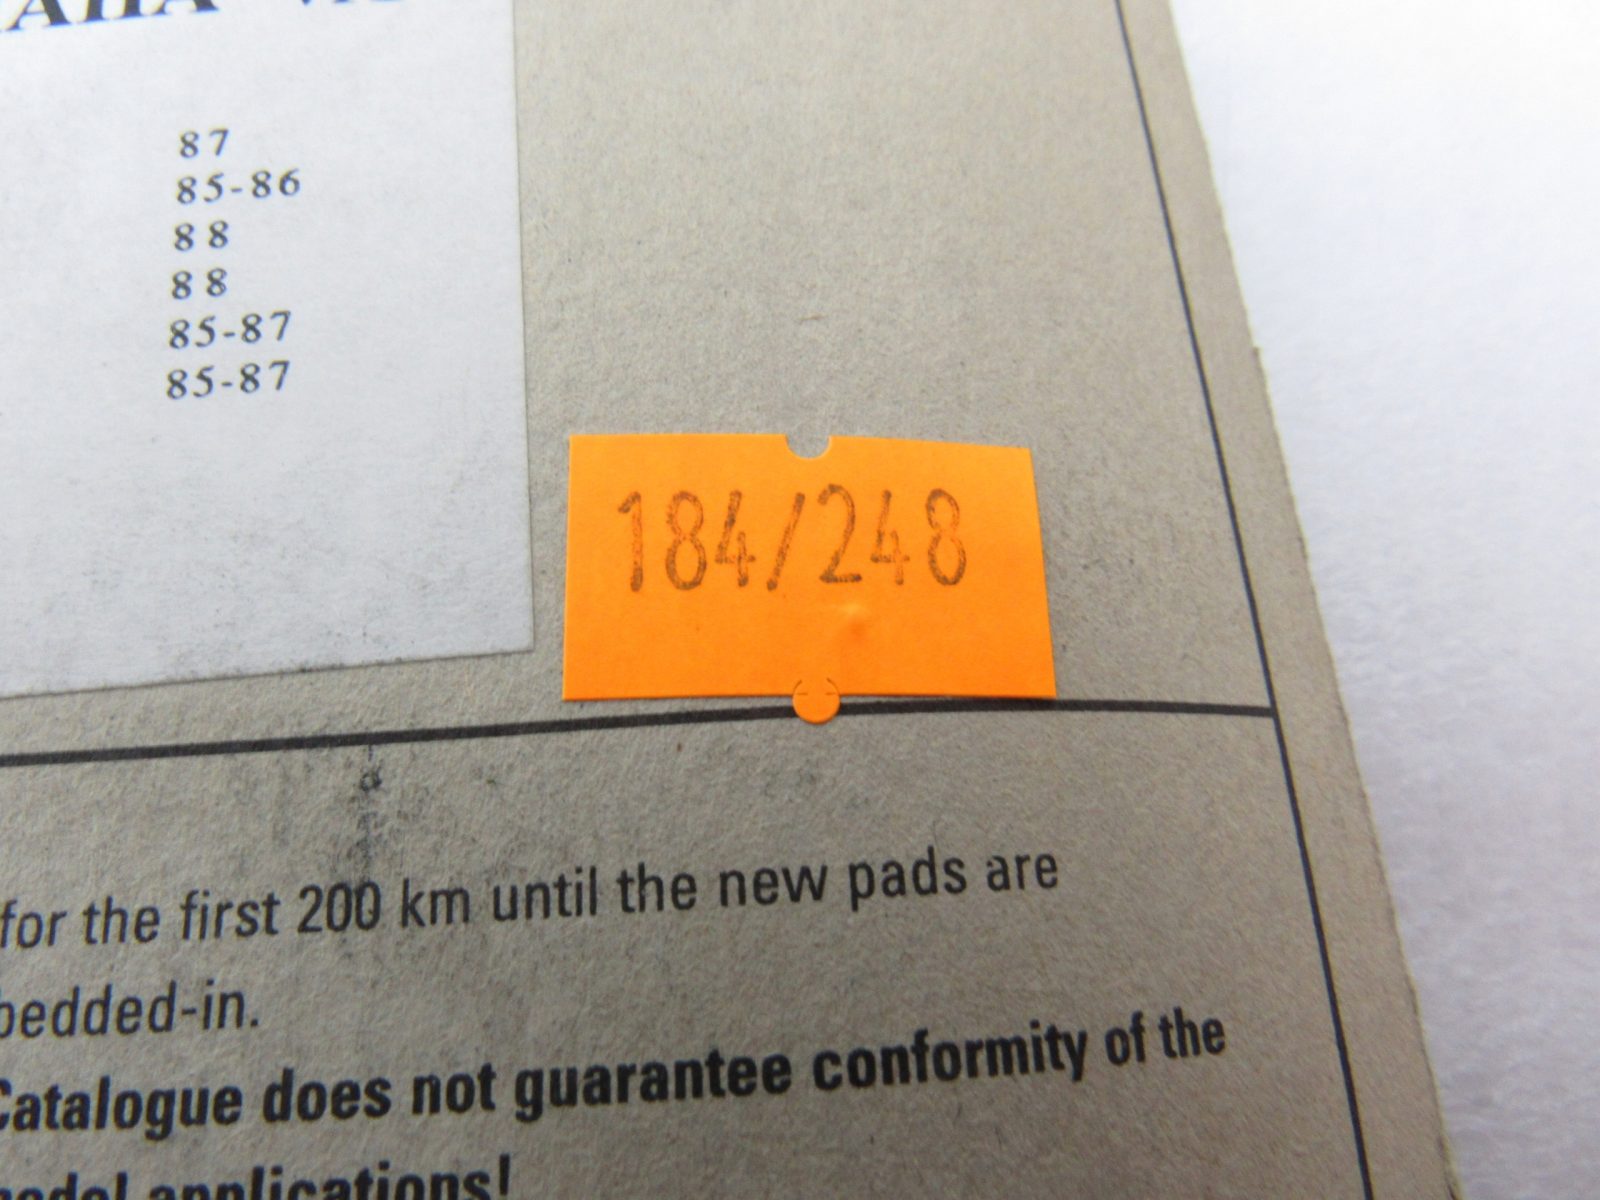 87
85-86
88
88
85-87
85-87
184/248
for the first 200 km until the new pads are
bedded-in.
Catalogue does not guarantee conformity of the
applications!